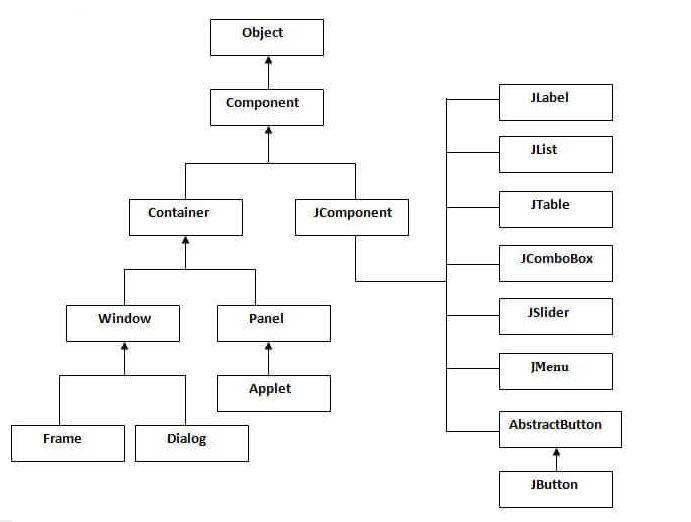 Object
Component
Container
JComponent
Window
Panel
Applet
Frame
Dialog
JLabel
JList
JTable
JComboBox
JSlider
JMenu
AbstractButton
JButton